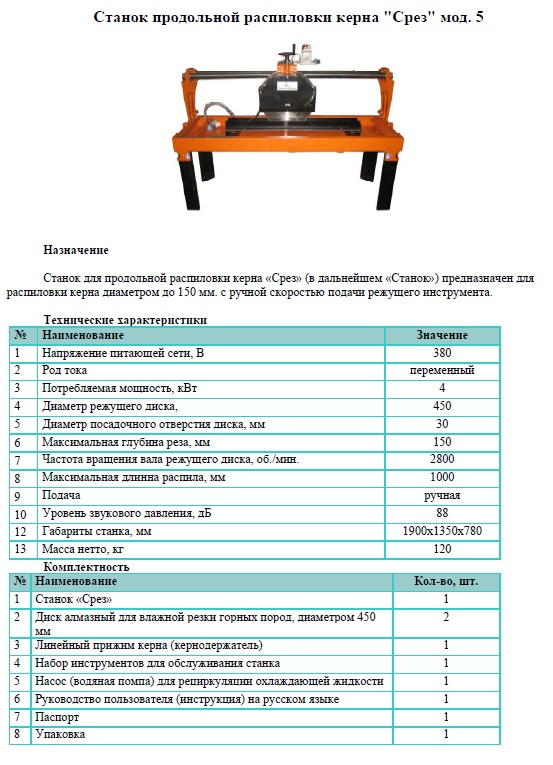 Станок продольной распиловки керна "Срез" мод. 5
Назначение
Станок для продольной распиловки керна «Срез» (в дальнейшем «Станок») предназначен для
распиловки керна диаметром до 150 мм. с ручной скоростью подачи режущего инструмента.
Технические характеристики
№ Наименование Значение
1 Напряжение питающей сети, В 380
2 Род тока переменный
3 Потребляемая мощность, кВт 4
4 Диаметр режущего диска, 450
5 Диаметр посадочного отверстия диска, мм 30
6 Максимальная глубина реза, мм 150
7 Частота вращения вала режущего диска, об./мин. 2800
8 Максимальная длинна распила, мм 1000
9 Подача ручная
10 Уровень звукового давления, дБ 88
12 Габариты станка, мм 1900х1350х780
13 Масса нетто, кг 120
Комплектность
№ Наименование Кол-во, шт.
1 Станок «Срез» 1
2 Диск алмазный для влажной резки горных пород, диаметром 450 2
мм
3 Линейный прижим керна (кернодержатель) 1
4 Набор инструментов для обслуживания станка 1
5 Насос (водяная помпа) для рециркуляции охлаждающей жидкости 1
6 Руководство пользователя (инструкция) на русском языке 1
7 Паспорт 1
8 Упаковка 1